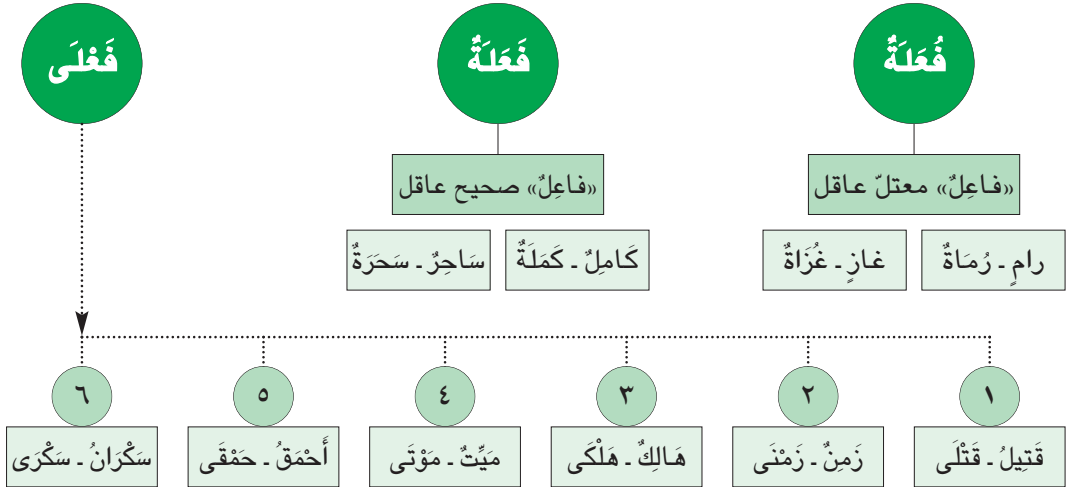 فُعَلَةٌ
فَعَلَةٌ
فَعْلَى
«فاعِلٌ» معتلّ عاقل
«فاعِلٌ» صحيح عاقل
رامٍ ـ رُمَاةٌ
غازٍ ـ غُزَاةٌ
كَامِلٌ ـ كَمَلَةٌ
سَاحِرٌ ـ سَحَرَةٌ
١
٢
٣
٤
٥
٦
قَتِيلُ ـ قَتْلَى
زَمِنٌ ـ زَمْنَى
هَالِكٌ ـ هَلْكَى
مَيِّتٌ ـ مَوْتَى
أَحْمَقُ ـ حَمْقَى
سَكْرَانُ ـ سَكْرَى